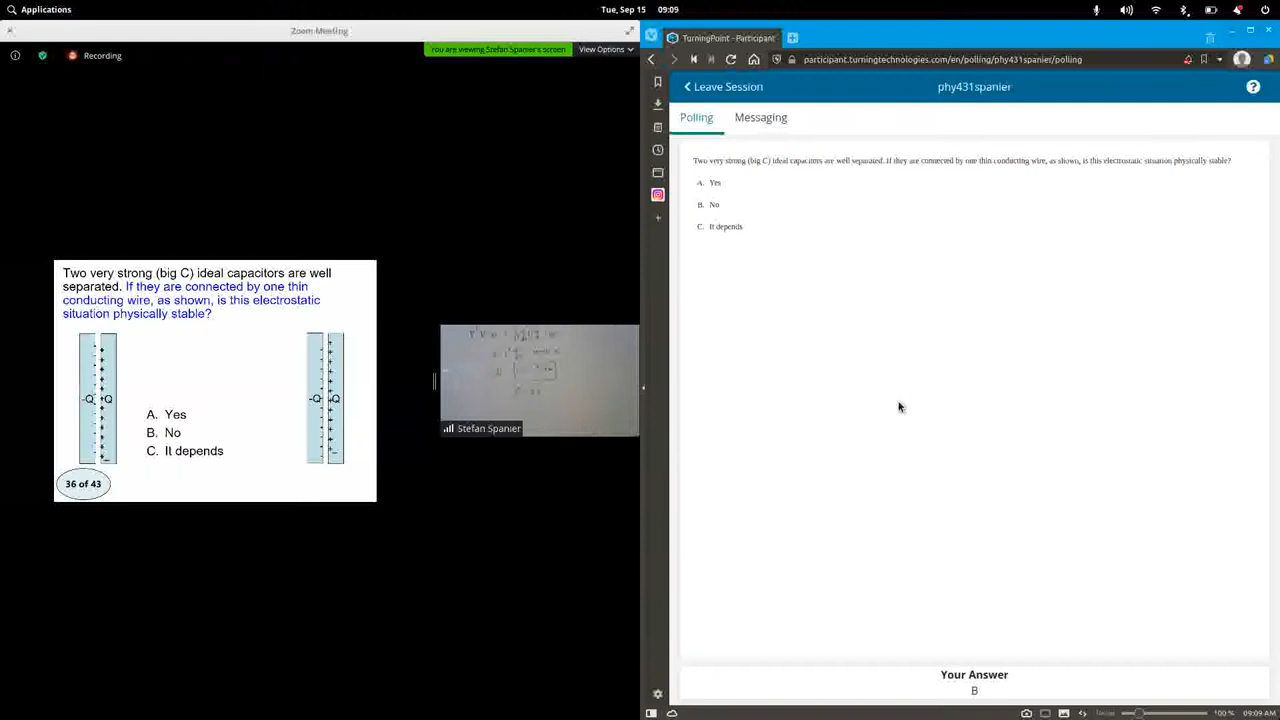 Applications
Tue, Sep 15 09:09
Zoom Meeting
Recording
You are viewing Stefan Spanier's screen
View Options
Two very strong (big C) ideal capacitors are well
separated. If they are connected by one thin
conducting wire, as shown, is this electrostatic
situation physically stable?
-Q +Q
-Q +Q
A. Yes
B. No
C. It depends
36 of 43
Stefan Spanier
TurningPoint - Participant
participant.turningtechnologies.com/en/polling/phy431spanier/polling
Leave Session
phy431spanier
Polling
Messaging
Two very strong (big C) ideal capacitors are well separated. If they are connected by one thin conducting wire, as shown, is this electrostatic situation physically stable?
A. Yes
B. No
C. It depends
Your Answer
B
100 %
09:09 AM